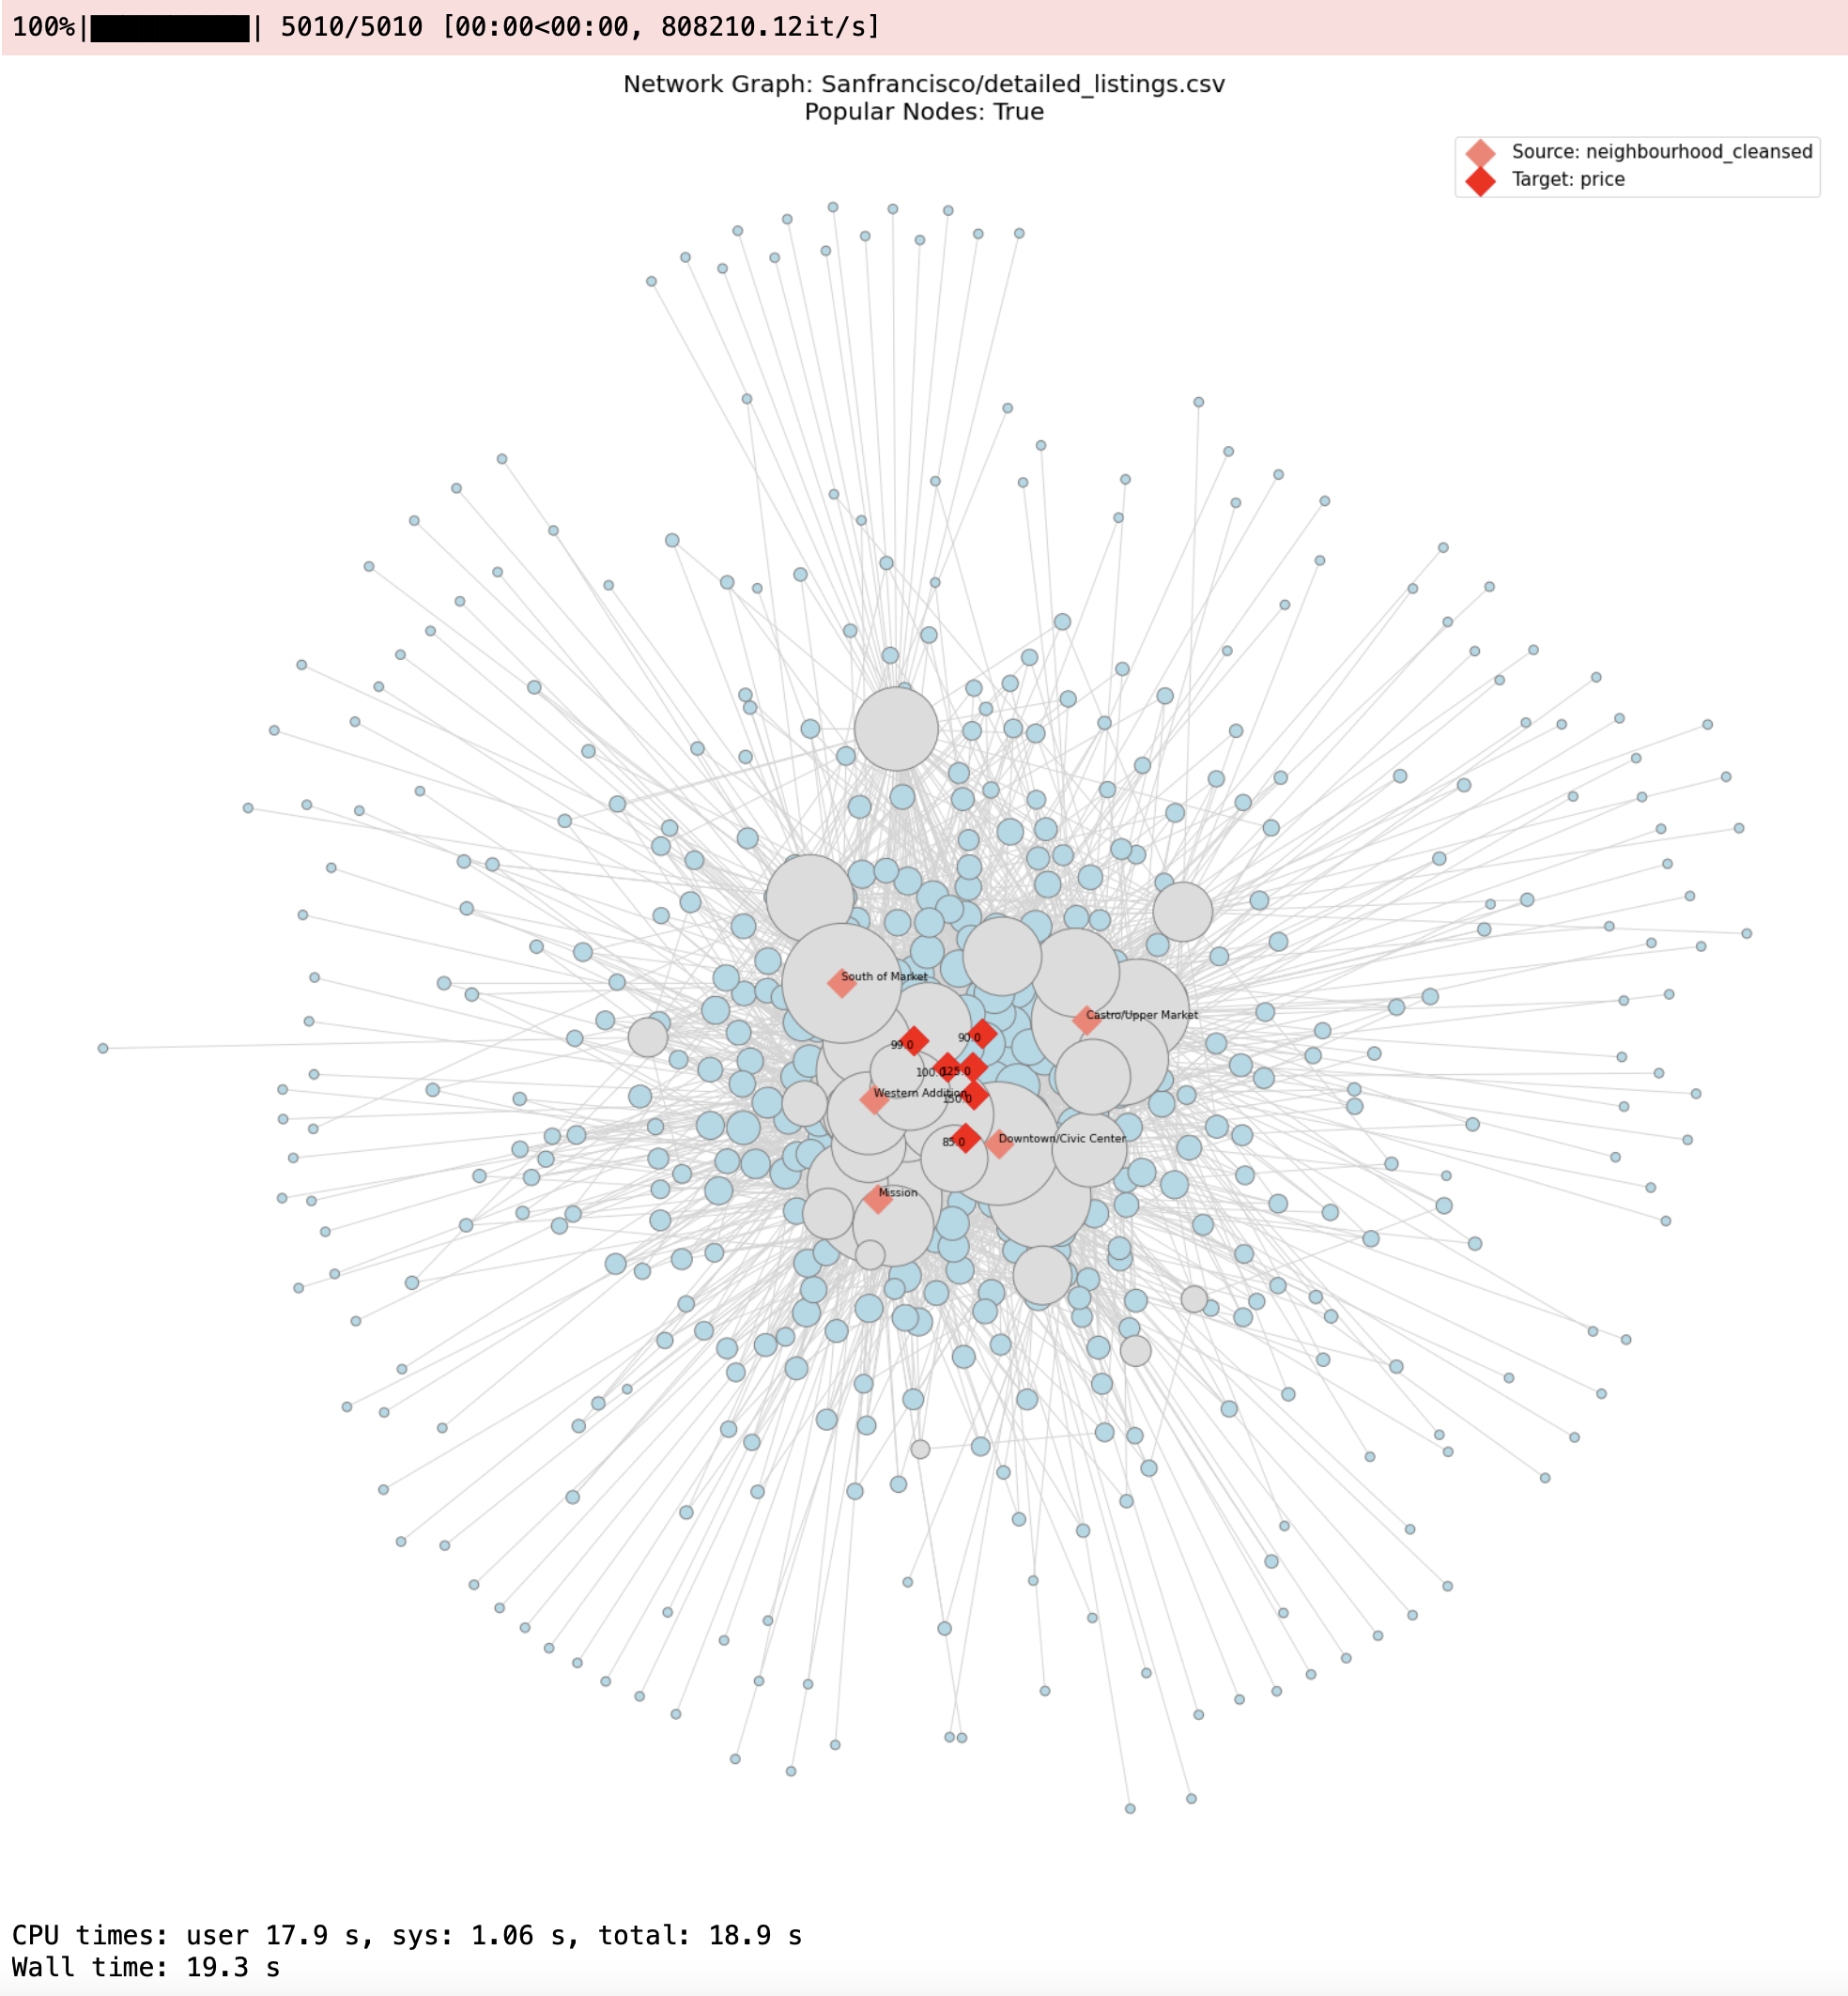 100%|██████████| 5010/5010 [00:00<00:00, 808210.12it/s]
Network Graph: Sanfrancisco/detailed_listings.csv
Popular Nodes: True
Source: neighbourhood_cleansed
Target: price
South of Market
Castro/Upper Market
90.0
99.0
100.0
125.0
Western Addition
150.0
Downtown/Civic Center
85.0
Mission
CPU times: user 17.9 s, sys: 1.06 s, total: 18.9 s
Wall time: 19.3 s